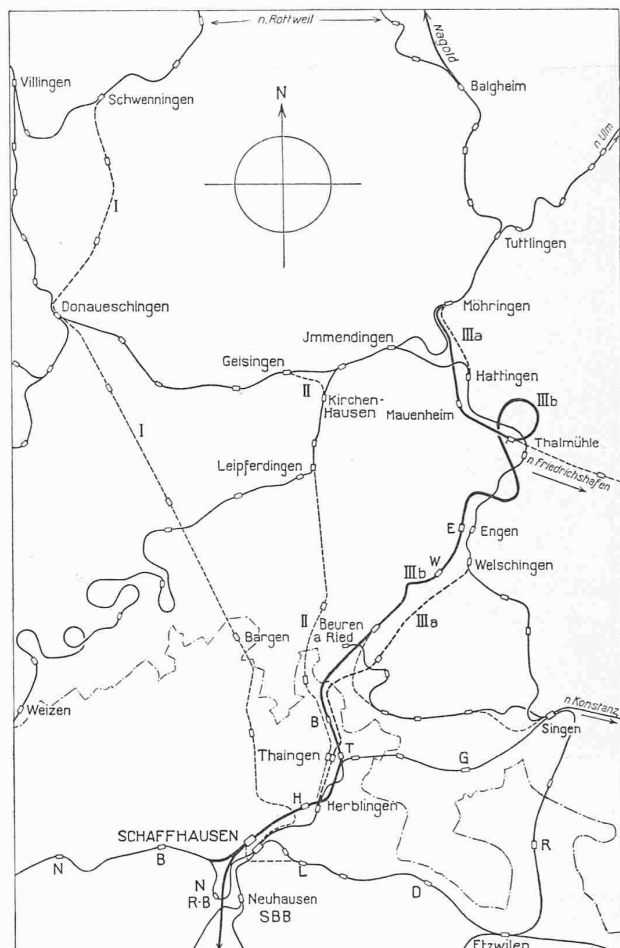 n. Rottweil
Nagold
Villingen
Schwenningen
Balgheim
N
n. Ulm
I
Tuttlingen
Donaueschingen
Möhringen
Jmmendingen
IIIa
Geisingen
II
Hattingen
Kirchen-
Hausen
Mauenheim
IIIb
I
Thalmühle
Leipferdingen
n. Friedrichshafen
E
Engen
W
Welschingen
IIIb
IIIa
II
Beuren
a Ried
Bargen
Weizen
B
n. Konstanz
Singen
Thaingen
T
G
H
Herblingen
SCHAFFHAUSEN
N
B
L
R
N
R-B
Neuhausen
SBB
D
Etzwilen